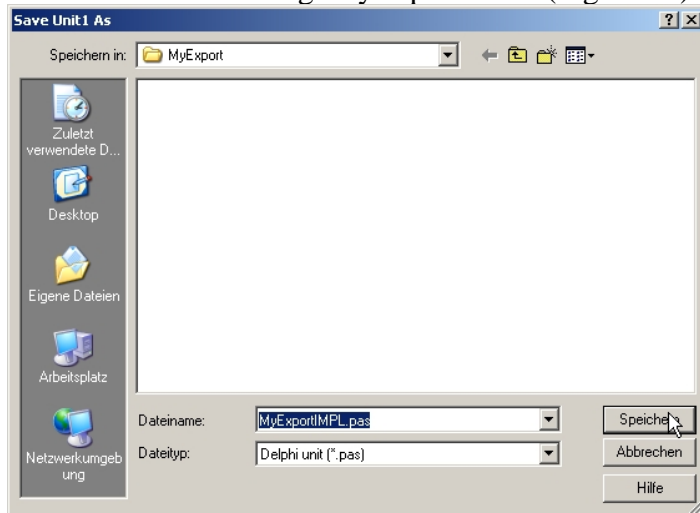 Save Unit1 As
Speichern in:
MyExport
Zuletzt
verwendete D...
Desktop
Eigene Dateien
Arbeitsplatz
Netzwerkumgeb
ung
Dateiname:
MyExportIMPL.pas
Speichern
Dateityp:
Delphi unit (*.pas)
Abbrechen
Hilfe